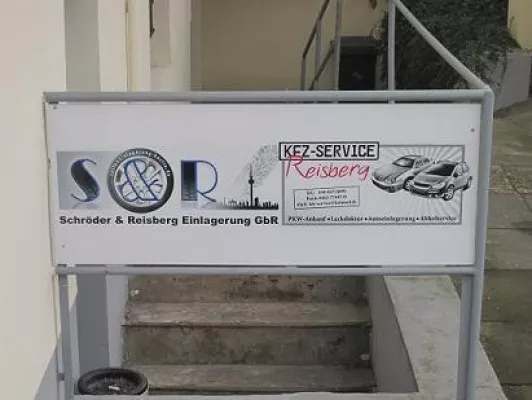 S&R
Schröder & Reisberg Einlagerung GbR
KFZ-SERVICE
Reisberg
PKW-Ankauf • Lackdoktor • Autoeinlagerung • Abholservice